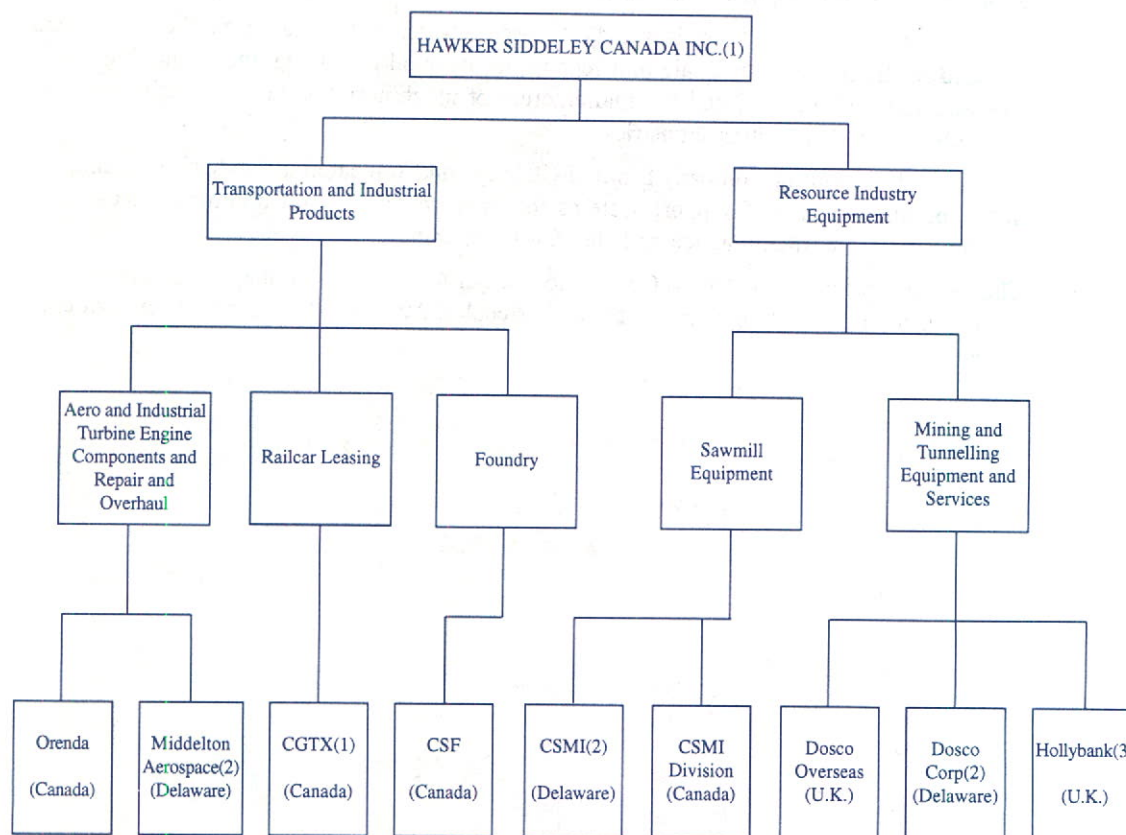 HAWKER SIDDELEY CANADA INC.(1)
Transportation and Industrial
Products
Resource Industry
Equipment
Aero and Industrial
Turbine Engine
Components and
Repair and
Overhaul
Railcar Leasing
Foundry
Sawmill
Equipment
Mining and
Tunnelling
Equipment and
Services
Orenda
(Canada)
Middelton
Aerospace(2)
(Delaware)
CGTX(1)
(Canada)
CSF
(Canada)
CSMI(2)
(Delaware)
CSMI
Division
(Canada)
Dosco
Overseas
(U.K.)
Dosco
Corp(2)
(Delaware)
Hollybank(3
(U.K.)